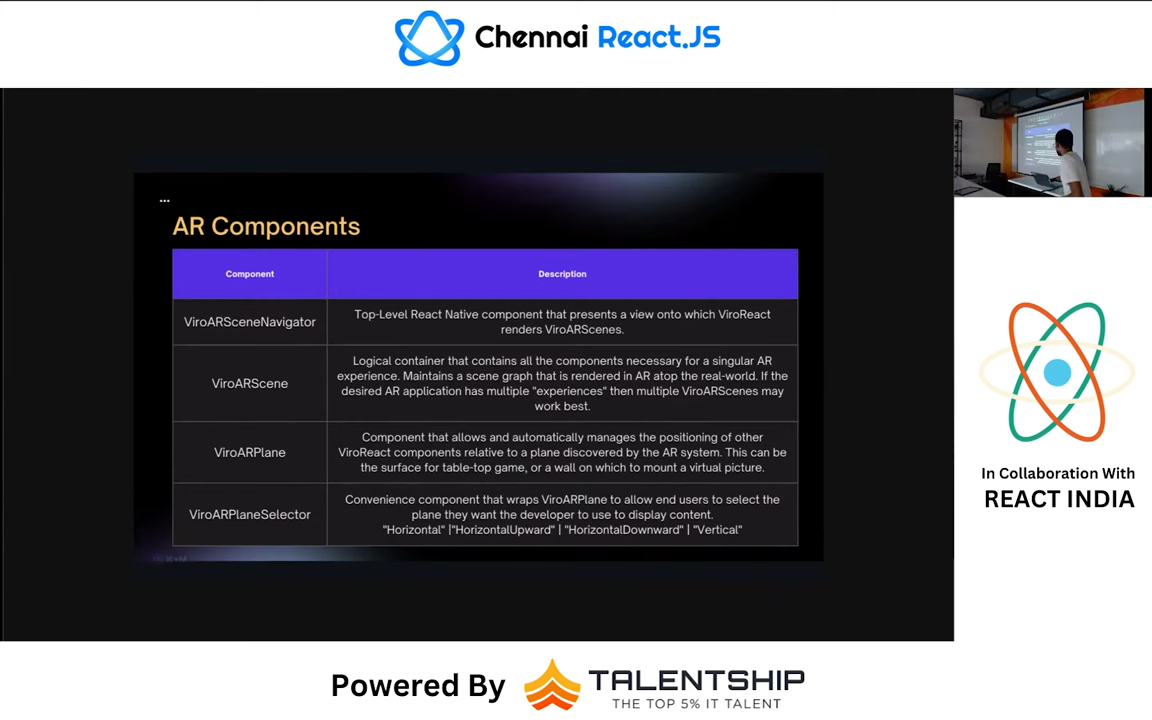 Chennai React.JS
...
AR Components
Component
Description
ViroARSceneNavigator
Top-Level React Native component that presents a view onto which ViroReact
renders ViroARScenes.
ViroARScene
Logical container that contains all the components necessary for a singular AR
experience. Maintains a scene graph that is rendered in AR atop the real-world. If the
desired AR application has multiple "experiences" then multiple ViroARScenes may
work best.
ViroARPlane
Component that allows and automatically manages the positioning of other
ViroReact components relative to a plane discovered by the AR system. This can be
the surface for table-top game, or a wall on which to mount a virtual picture.
ViroARPlaneSelector
Convenience component that wraps ViroARPlane to allow end users to select the
plane they want the developer to use to display content.
"Horizontal" |"HorizontalUpward" | "HorizontalDownward" | "Vertical"
In Collaboration With
REACT INDIA
Powered By
TALENTSHIP
THE TOP 5% IT TALENT